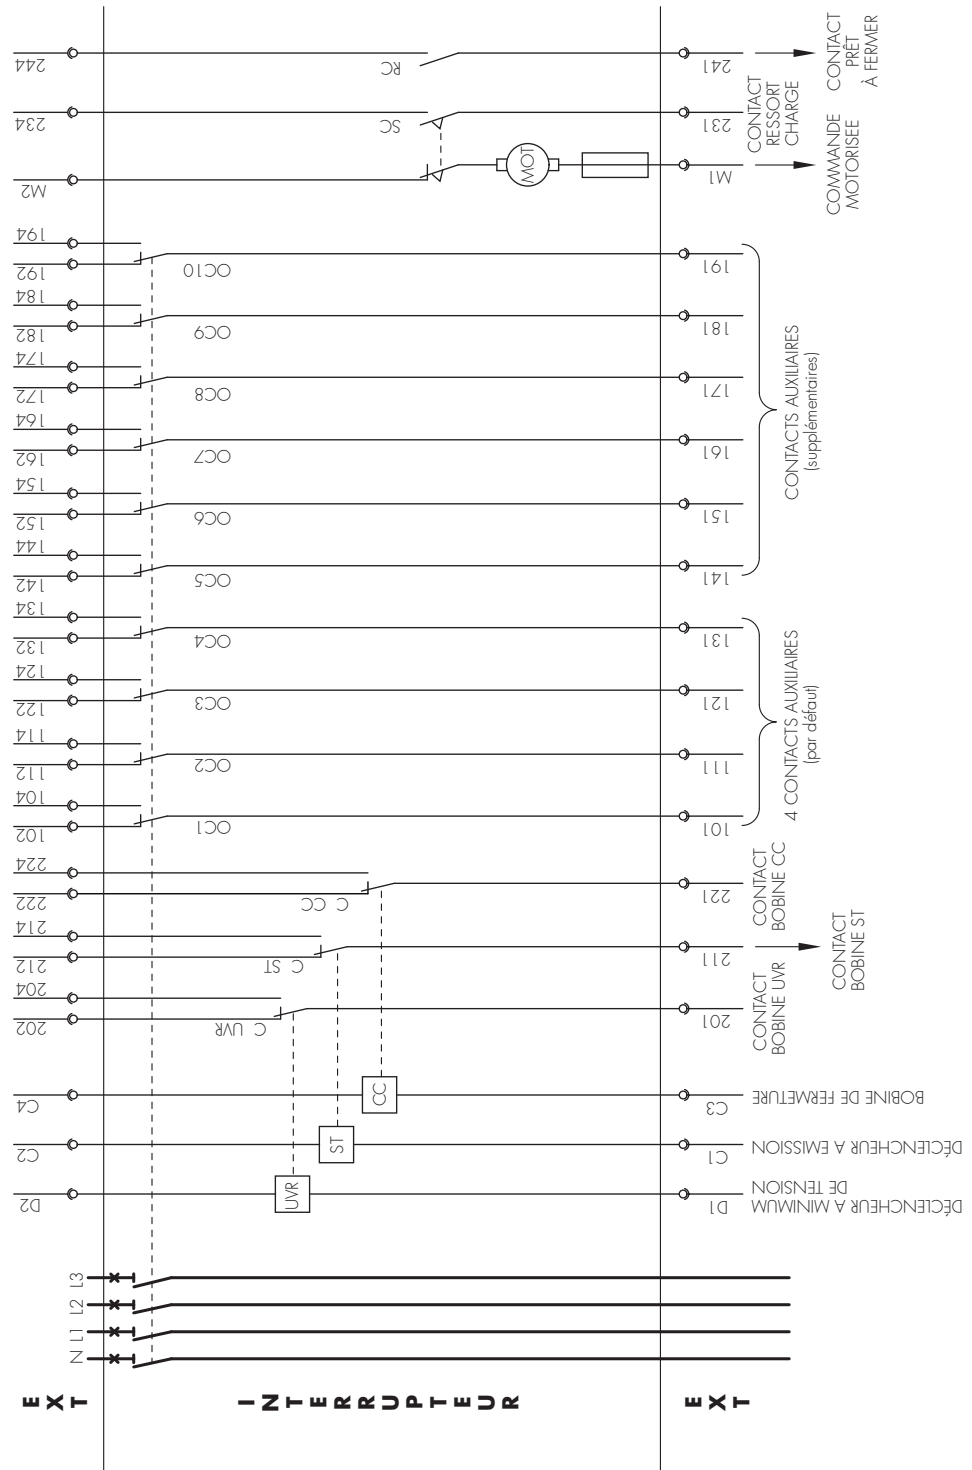 EXT
INTERRUPTEUR
EXT
N
L1
L2
L3
D2
UVR
D1
DÉCLENCHEUR A MINIMUM
DE TENSION
C2
ST
C1
DÉCLENCHEUR A EMISSION
C4
CC
C3
BOBINE DE FERMETURE
202
204
C UVR
201
CONTACT
BOBINE UVR
212
214
C ST
211
CONTACT
BOBINE ST
222
224
C CC
221
CONTACT
BOBINE CC
102
104
OC1
101
112
114
OC2
111
122
124
OC3
121
132
134
OC4
131
4 CONTACTS AUXILIAIRES
(par défaut)
142
144
OC5
141
152
154
OC6
151
162
164
OC7
161
172
174
OC8
171
182
184
OC9
181
192
194
OC10
191
CONTACTS AUXILIAIRES
(supplémentaires)
M2
MOT
M1
COMMANDE
MOTORISEE
234
SC
231
CONTACT
RESSORT
CHARGE
244
RC
241
CONTACT
PRÊT
À FERMER